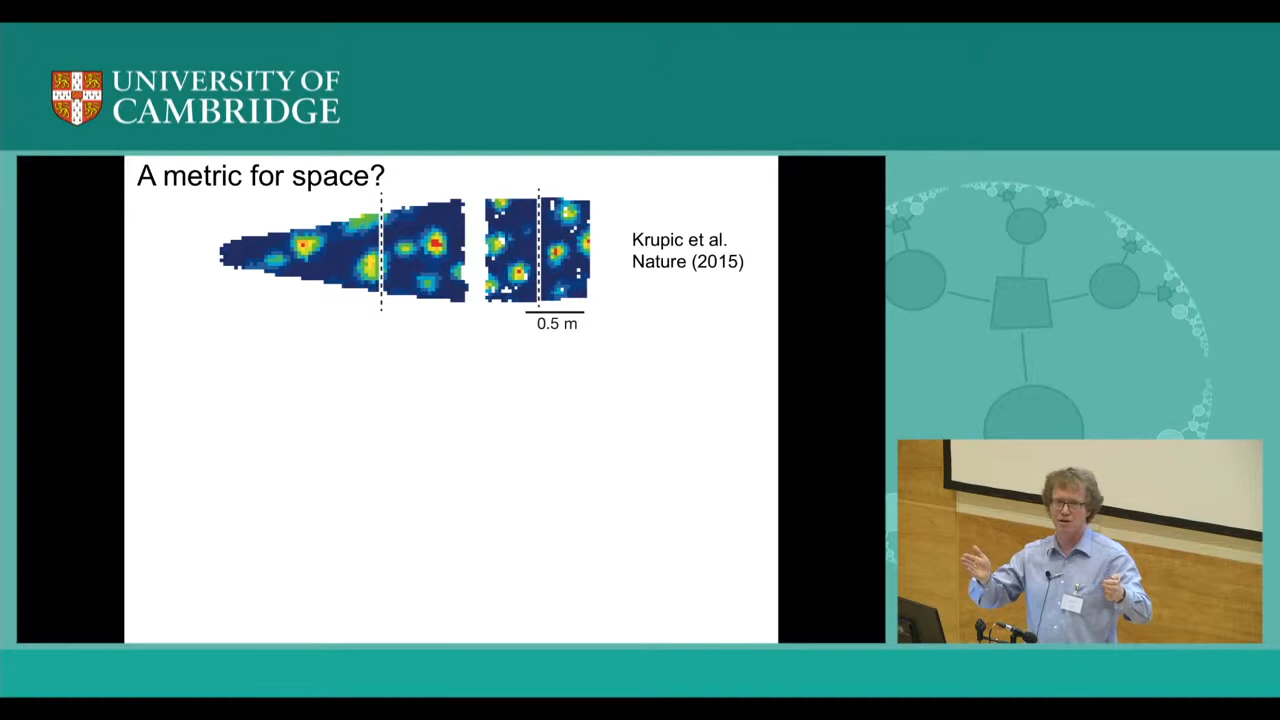 UNIVERSITY OF
CAMBRIDGE
A metric for space?
Krupic et al.
Nature (2015)
0.5 m